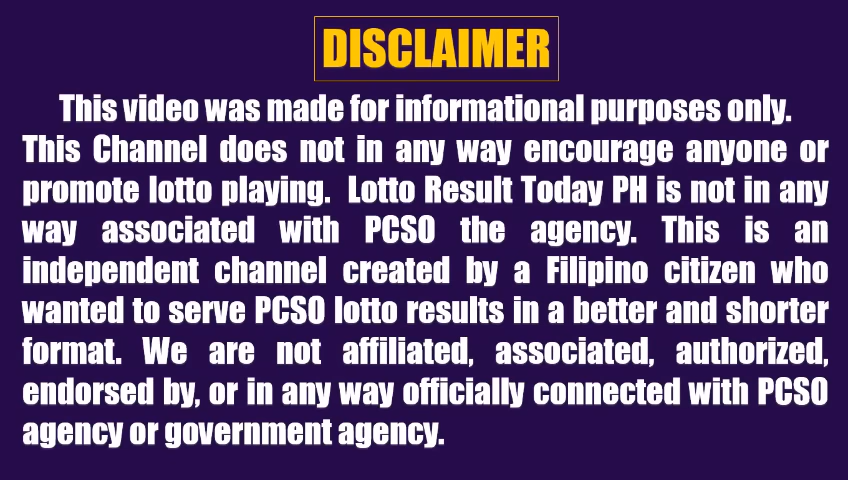 DISCLAIMER
This video was made for informational purposes only.
This Channel does not in any way encourage anyone or
promote lotto playing. Lotto Result Today PH is not in any
way associated with PCSO the agency. This is an
independent channel created by a Filipino citizen who
wanted to serve PCSO lotto results in a better and shorter
format. We are not affiliated, associated, authorized,
endorsed by, or in any way officially connected with PCSO
agency or government agency.